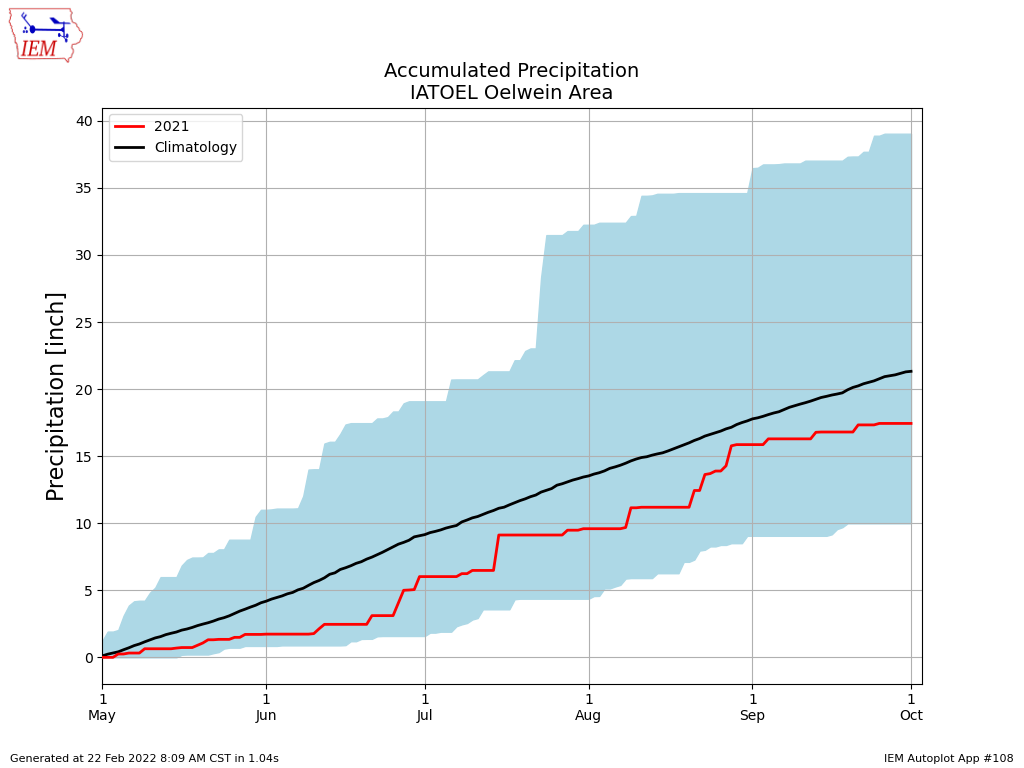 IEM
Accumulated Precipitation
IATOEL Oelwein Area
2021
Climatology
Precipitation [inch]
40
35
30
25
20
15
10
5
0
1
May
1
Jun
1
Jul
1
Aug
1
Sep
1
Oct
Generated at 22 Feb 2022 8:09 AM CST in 1.04s
IEM Autoplot App #108